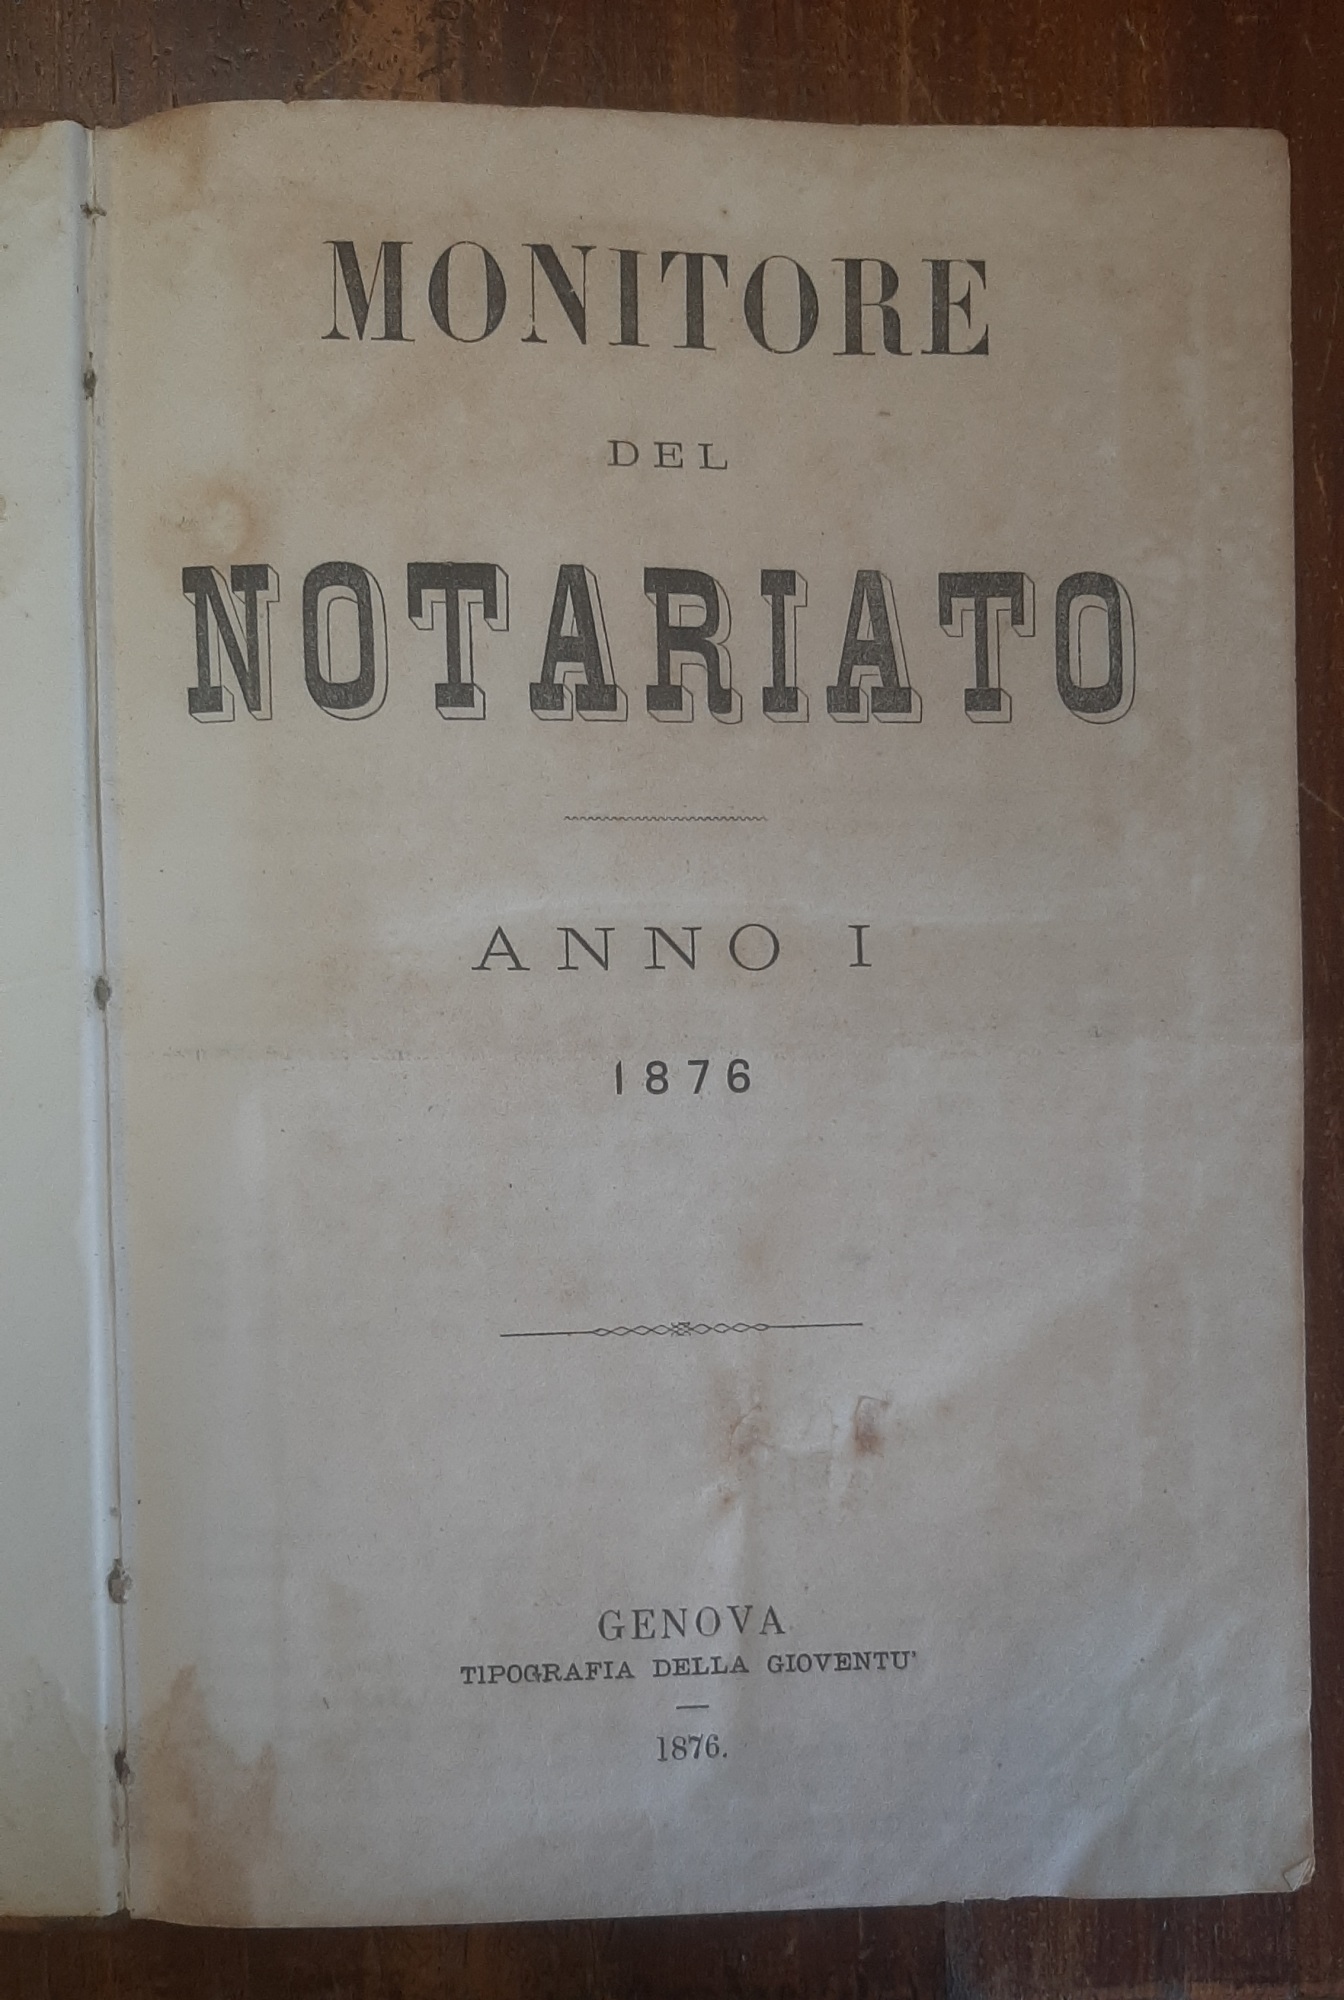 MONITORE
DEL
NOTARIATO
ANNO I
1876
GENOVA
TIPOGRAFIA DELLA GIOVENTU'
1876.